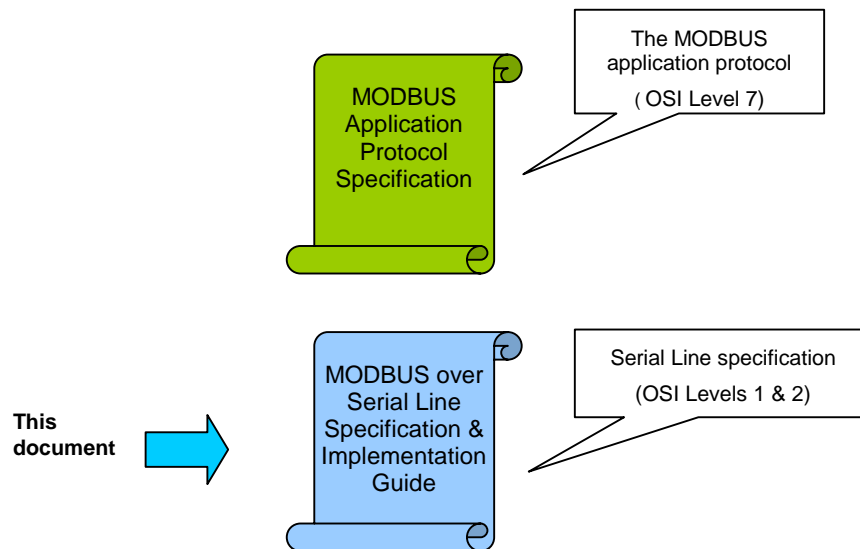 MODBUS
Application
Protocol
Specification
The MODBUS
application protocol
( OSI Level 7)
This
document
MODBUS over
Serial Line
Specification &
Implementation
Guide
Serial Line specification
(OSI Levels 1 & 2)